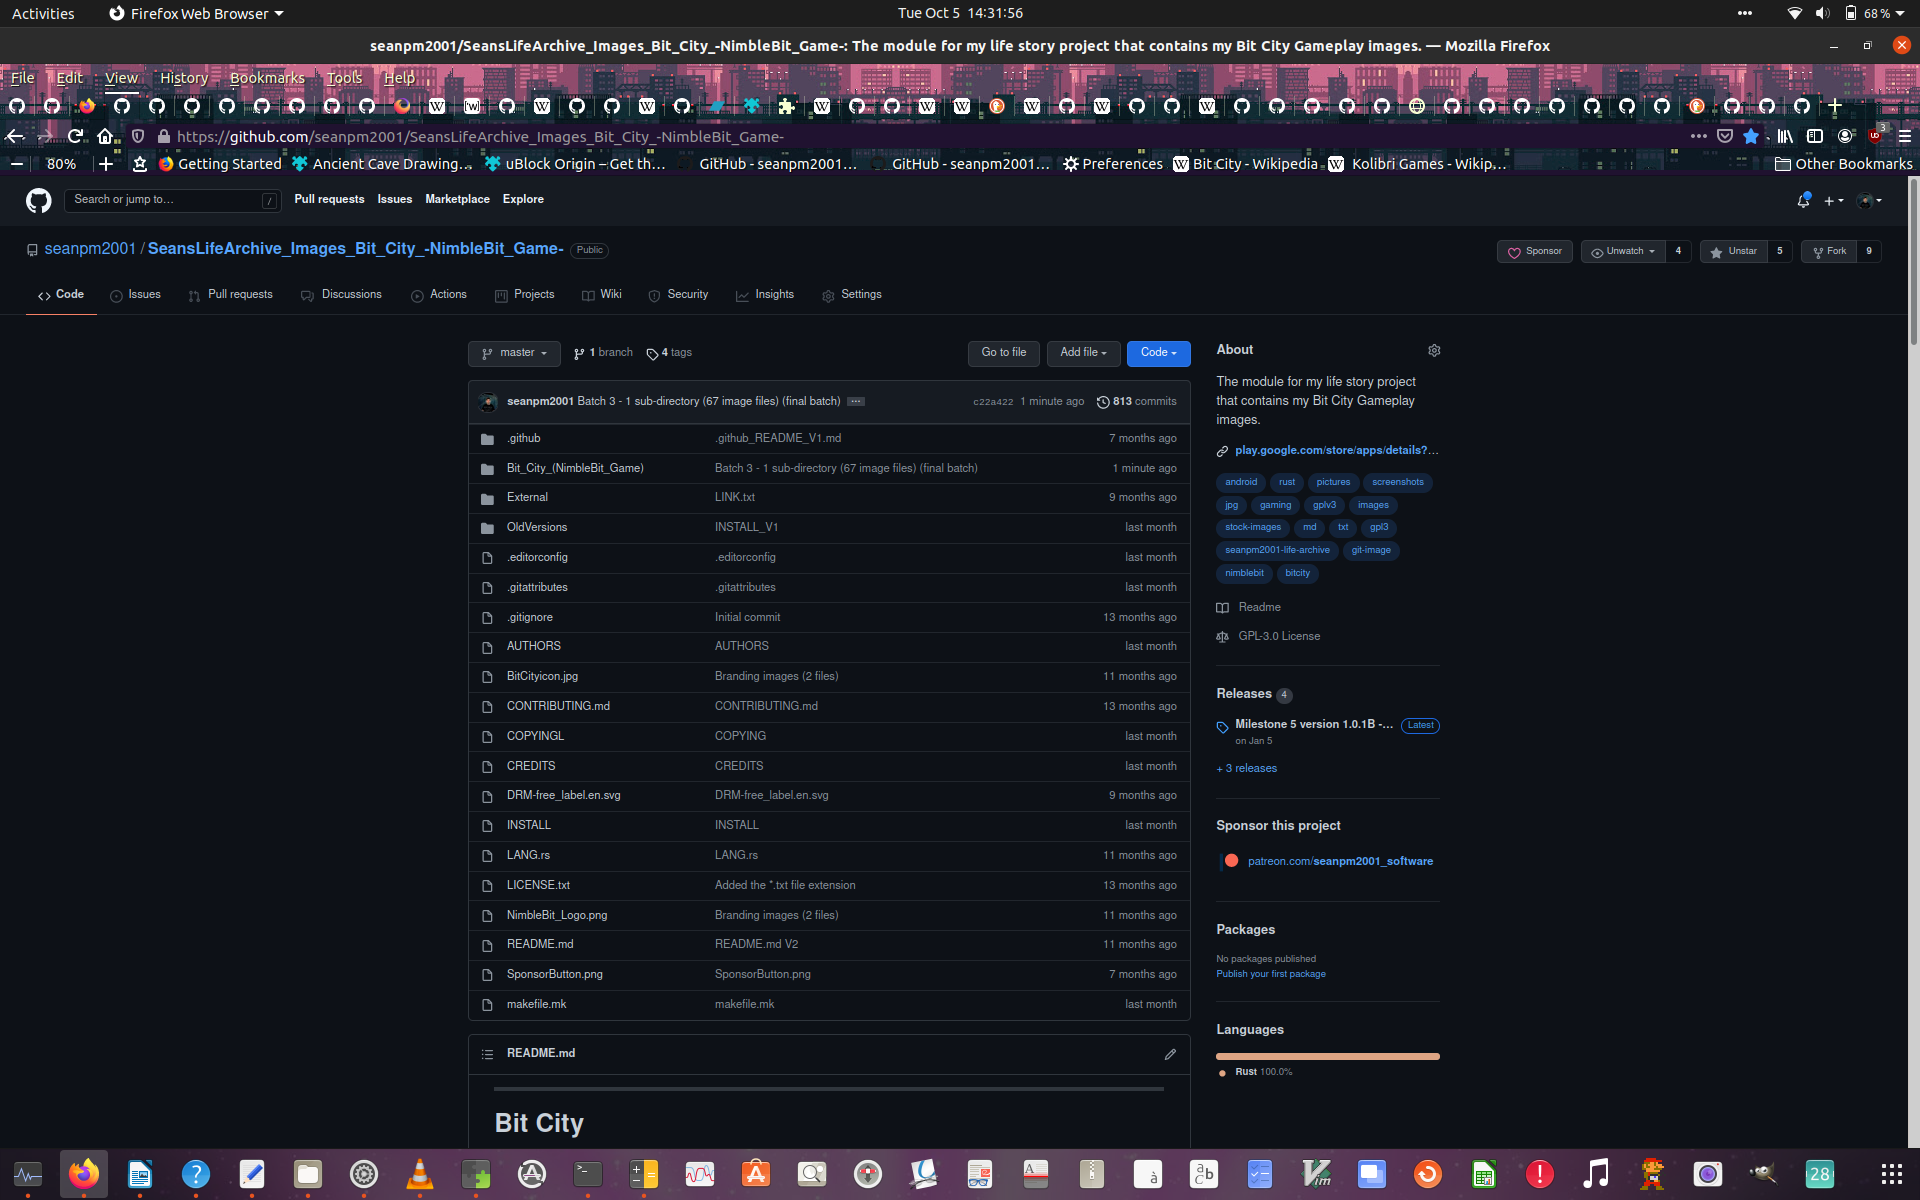 Activities
Firefox Web Browser
Tue Oct 5 14:31:56
68 %
seanpm2001/SeansLifeArchive_Images_Bit_City_-NimbleBit_Game-: The module for my life story project that contains my Bit City Gameplay images. — Mozilla Firefox
File Edit View History Bookmarks Tools Help
https://github.com/seanpm2001/SeansLifeArchive_Images_Bit_City_-NimbleBit_Game-
3
80%
Getting Started
Ancient Cave Drawing…
uBlock Origin – Get th…
GitHub - seanpm2001…
GitHub - seanpm2001…
Preferences
Bit City - Wikipedia
Kolibri Games - Wikip…
Other Bookmarks
Search or jump to…
/
Pull requests Issues Marketplace Explore
seanpm2001 / SeansLifeArchive_Images_Bit_City_-NimbleBit_Game- Public
Sponsor
Unwatch 4
Unstar 5
Fork 9
Code Issues Pull requests Discussions Actions Projects Wiki Security Insights Settings
master
1 branch
4 tags
Go to file
Add file
Code
seanpm2001 Batch 3 - 1 sub-directory (67 image files) (final batch) ... c22a422 1 minute ago 813 commits
.github .github_README_V1.md 7 months ago
Bit_City_(NimbleBit_Game) Batch 3 - 1 sub-directory (67 image files) (final batch) 1 minute ago
External LINK.txt 9 months ago
OldVersions INSTALL_V1 last month
.editorconfig .editorconfig last month
.gitattributes .gitattributes last month
.gitignore Initial commit 13 months ago
AUTHORS AUTHORS last month
BitCityicon.jpg Branding images (2 files) 11 months ago
CONTRIBUTING.md CONTRIBUTING.md 13 months ago
COPYINGL COPYING last month
CREDITS CREDITS last month
DRM-free_label.en.svg DRM-free_label.en.svg 9 months ago
INSTALL INSTALL last month
LANG.rs LANG.rs 11 months ago
LICENSE.txt Added the *.txt file extension 13 months ago
NimbleBit_Logo.png Branding images (2 files) 11 months ago
README.md README.md V2 11 months ago
SponsorButton.png SponsorButton.png 7 months ago
makefile.mk makefile.mk last month
README.md
Bit City
About
The module for my life story project
that contains my Bit City Gameplay
images.
play.google.com/store/apps/details?…
android rust pictures screenshots
jpg gaming gplv3 images
stock-images md txt gpl3
seanpm2001-life-archive git-image
nimblebit bitcity
Readme
GPL-3.0 License
Releases 4
Milestone 5 version 1.0.1B -… Latest
on Jan 5
+ 3 releases
Sponsor this project
patreon.com/seanpm2001_software
Packages
No packages published
Publish your first package
Languages
Rust 100.0%
28